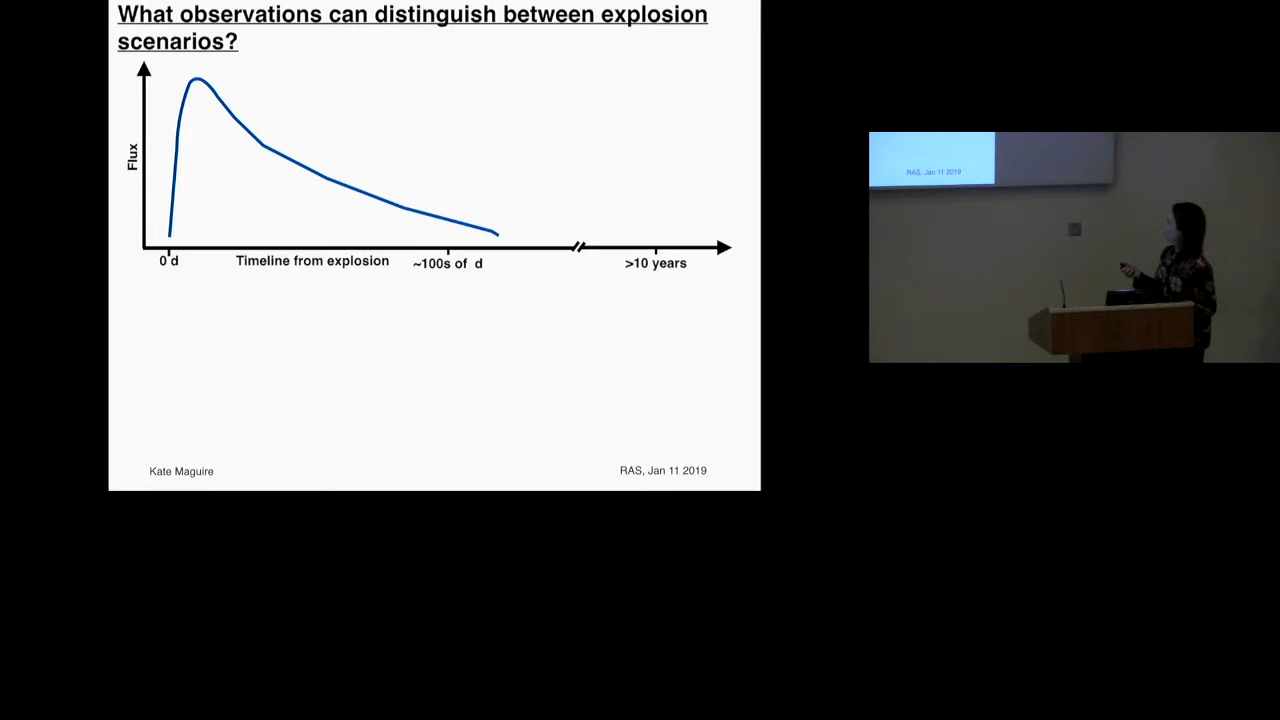 What observations can distinguish between explosion
scenarios?
Flux
0 d
Timeline from explosion
~100s of d
>10 years
Kate Maguire
RAS, Jan 11 2019
RAS, Jan 11 2019